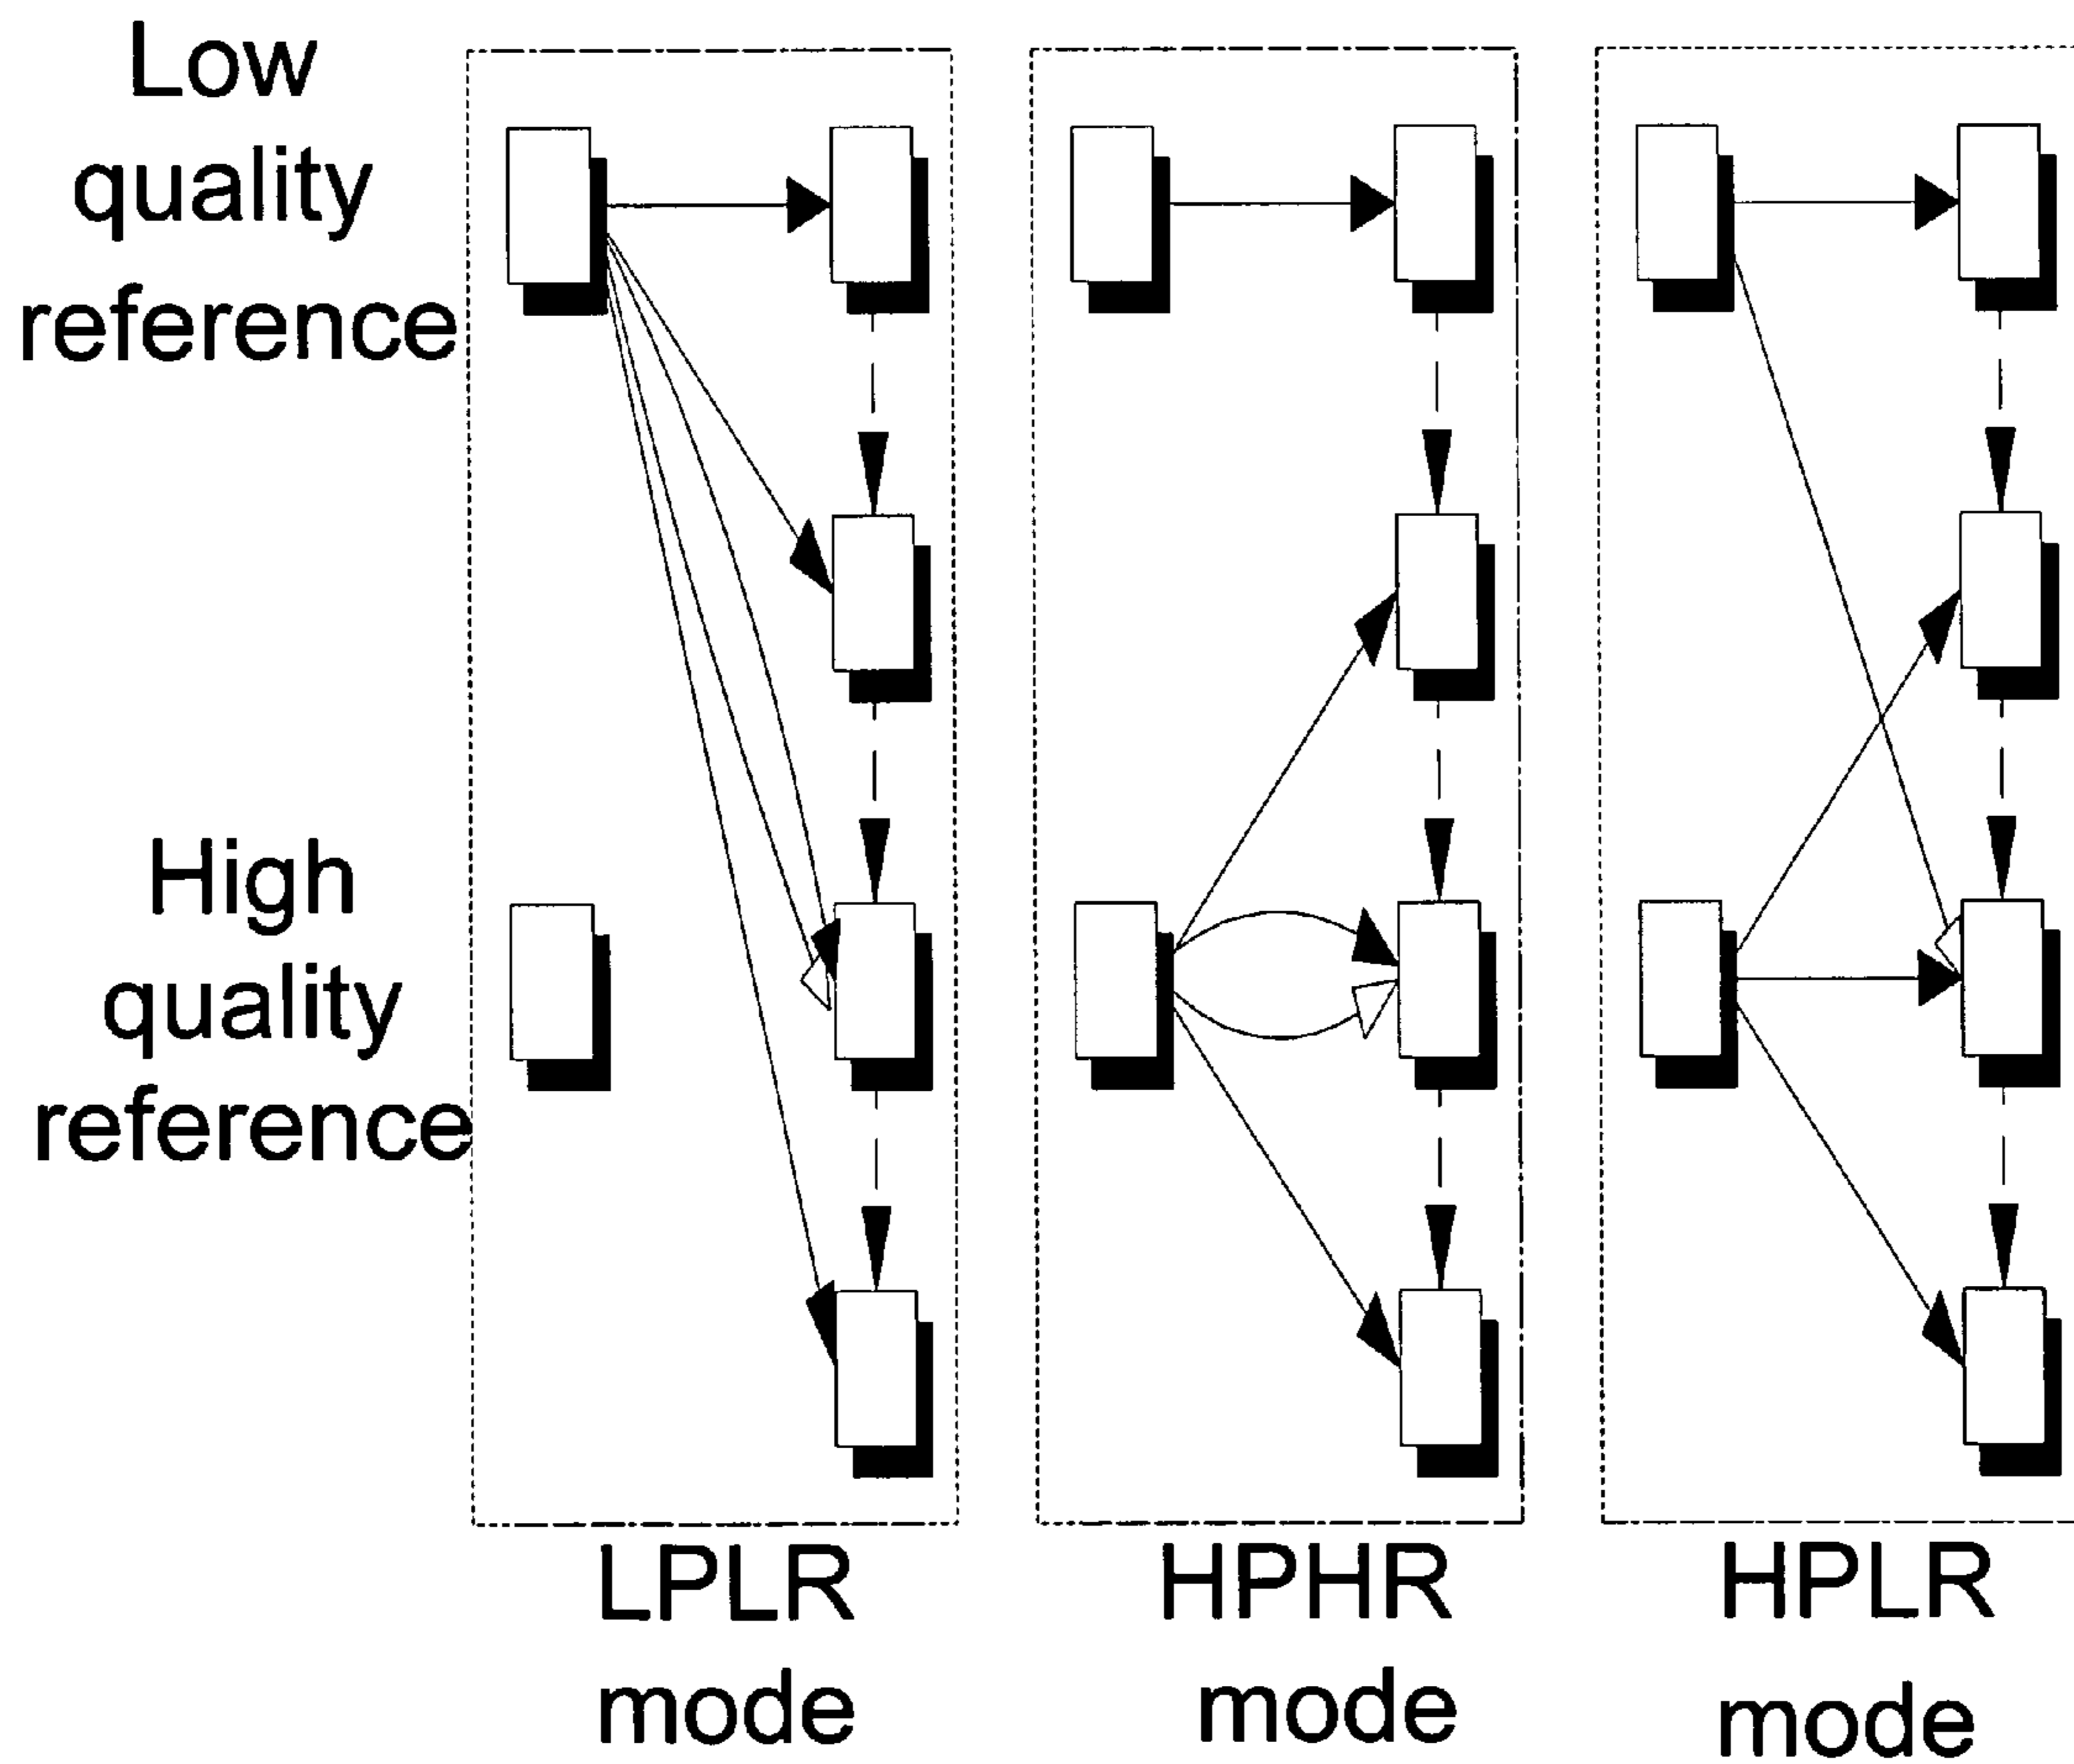 Low
quality
reference
High
quality
reference
LPLR
mode
HPHR
mode
HPLR
mode